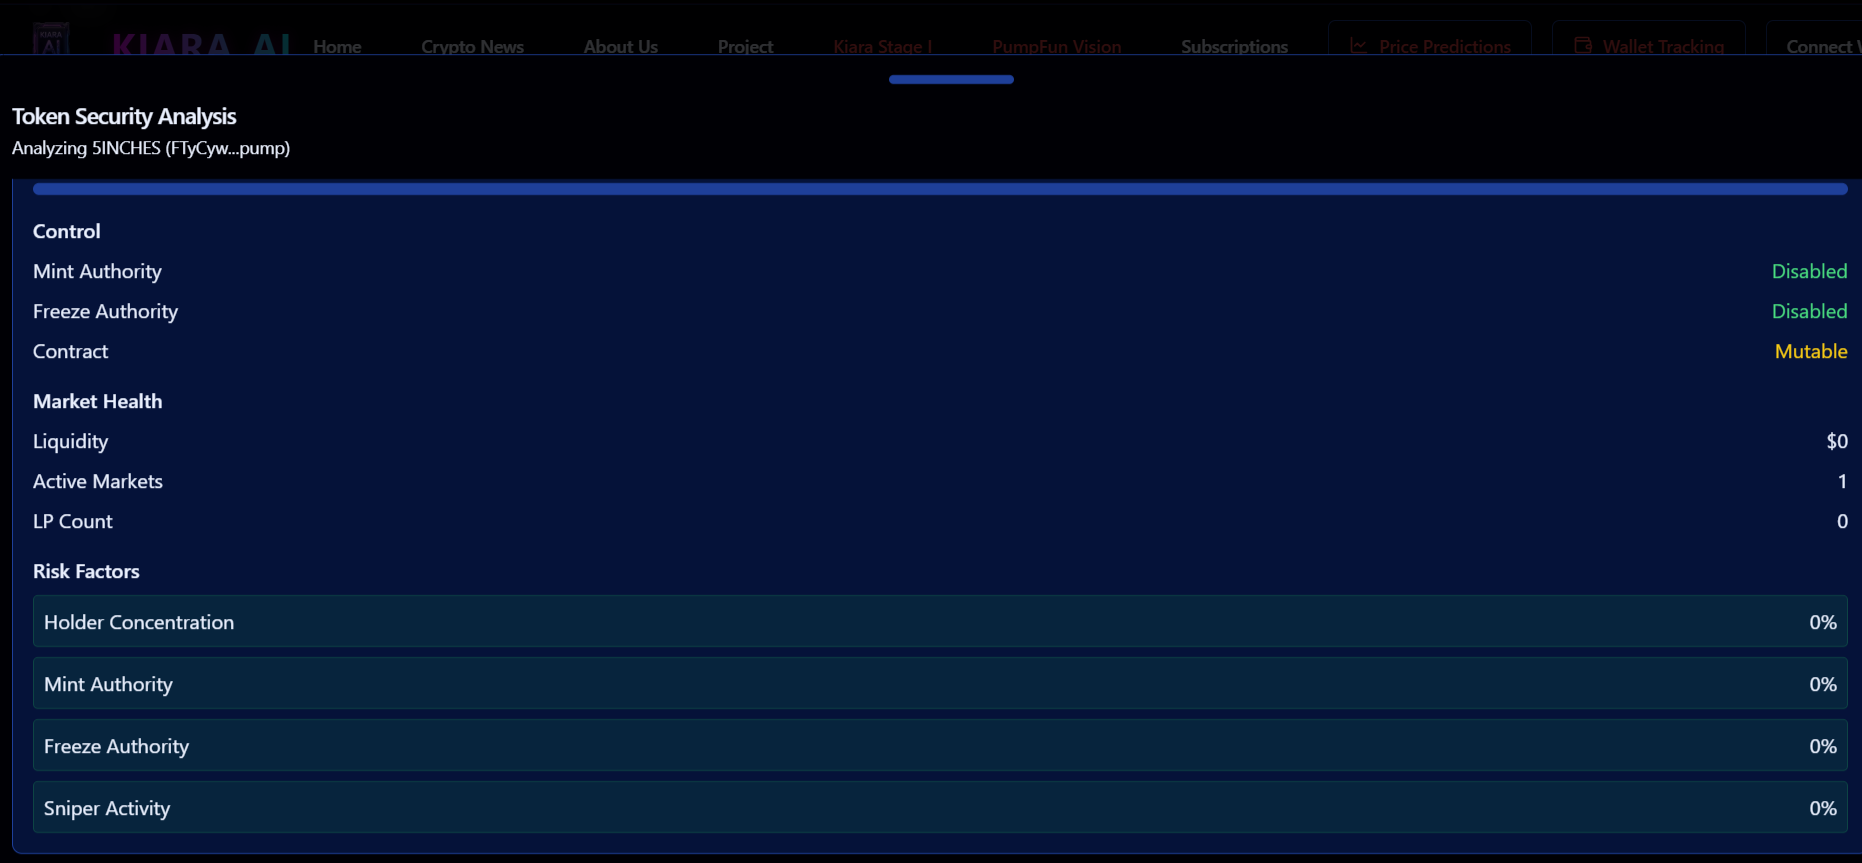 KIARA AI
KIARA AI Home Crypto News About Us Project Kiara Stage I PumpFun Vision Subscriptions Price Predictions Wallet Tracking Connect W
Token Security Analysis
Analyzing 5INCHES (FTyCyw...pump)
Control
Mint Authority Disabled
Freeze Authority Disabled
Contract Mutable
Market Health
Liquidity $0
Active Markets 1
LP Count 0
Risk Factors
Holder Concentration 0%
Mint Authority 0%
Freeze Authority 0%
Sniper Activity 0%